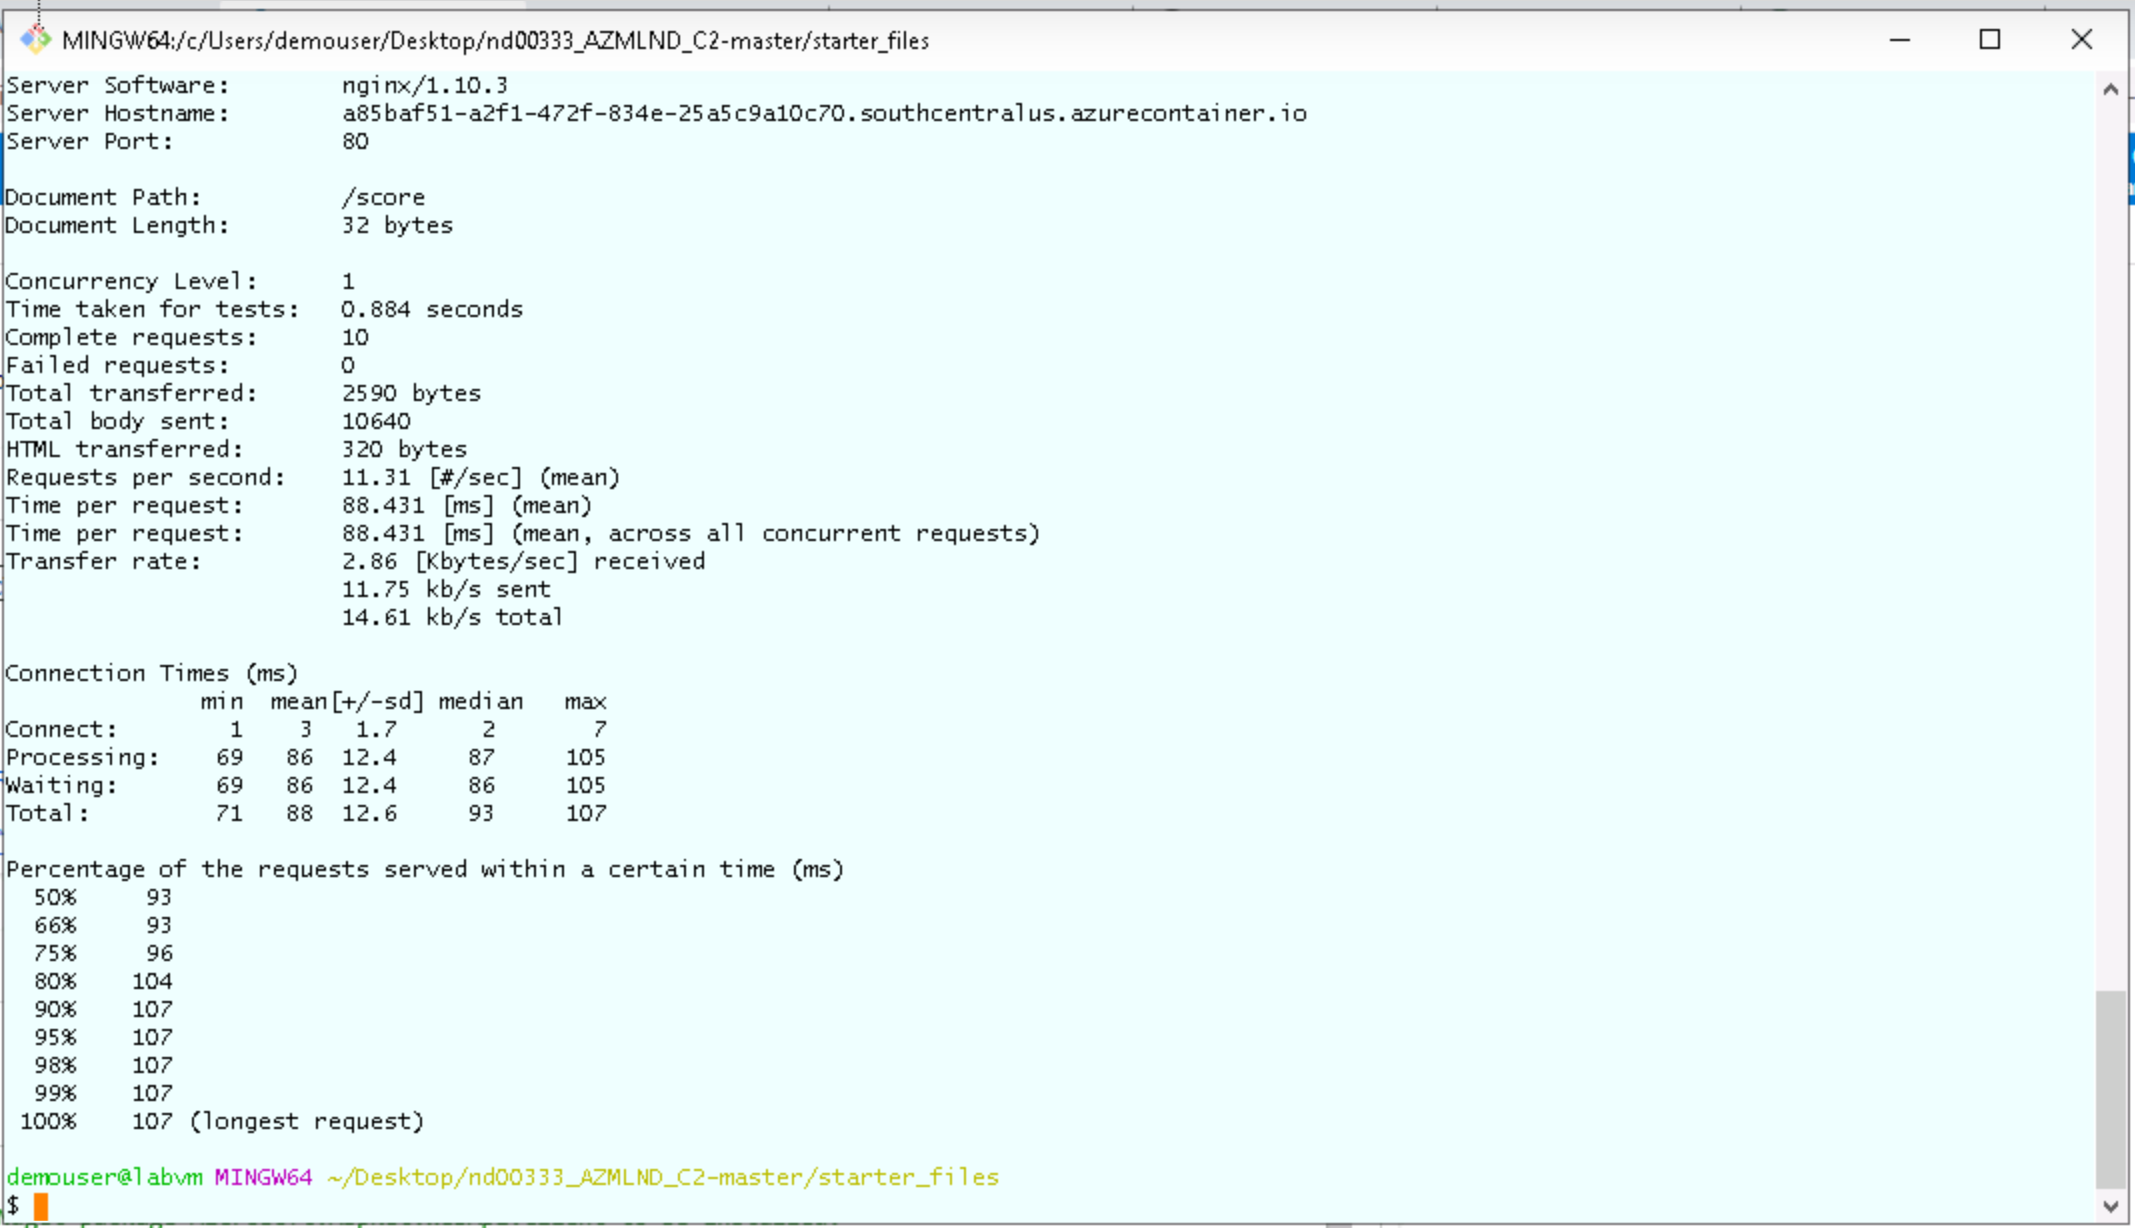 MINGW64:/c/Users/demouser/Desktop/nd00333_AZMLND_C2-master/starter_files
Server Software:        nginx/1.10.3
Server Hostname:        a85baf51-a2f1-472f-834e-25a5c9a10c70.southcentralus.azurecontainer.io
Server Port:            80

Document Path:          /score
Document Length:        32 bytes

Concurrency Level:      1
Time taken for tests:   0.884 seconds
Complete requests:      10
Failed requests:        0
Total transferred:      2590 bytes
Total body sent:        10640
HTML transferred:       320 bytes
Requests per second:    11.31 [#/sec] (mean)
Time per request:       88.431 [ms] (mean)
Time per request:       88.431 [ms] (mean, across all concurrent requests)
Transfer rate:          2.86 [Kbytes/sec] received
                        11.75 kb/s sent
                        14.61 kb/s total

Connection Times (ms)
              min  mean[+/-sd] median   max
Connect:        1    3   1.7      2       7
Processing:    69   86  12.4     87     105
Waiting:       69   86  12.4     86     105
Total:         71   88  12.6     93     107

Percentage of the requests served within a certain time (ms)
  50%     93
  66%     93
  75%     96
  80%    104
  90%    107
  95%    107
  98%    107
  99%    107
 100%    107 (longest request)

demouser@labvm MINGW64 ~/Desktop/nd00333_AZMLND_C2-master/starter_files
$